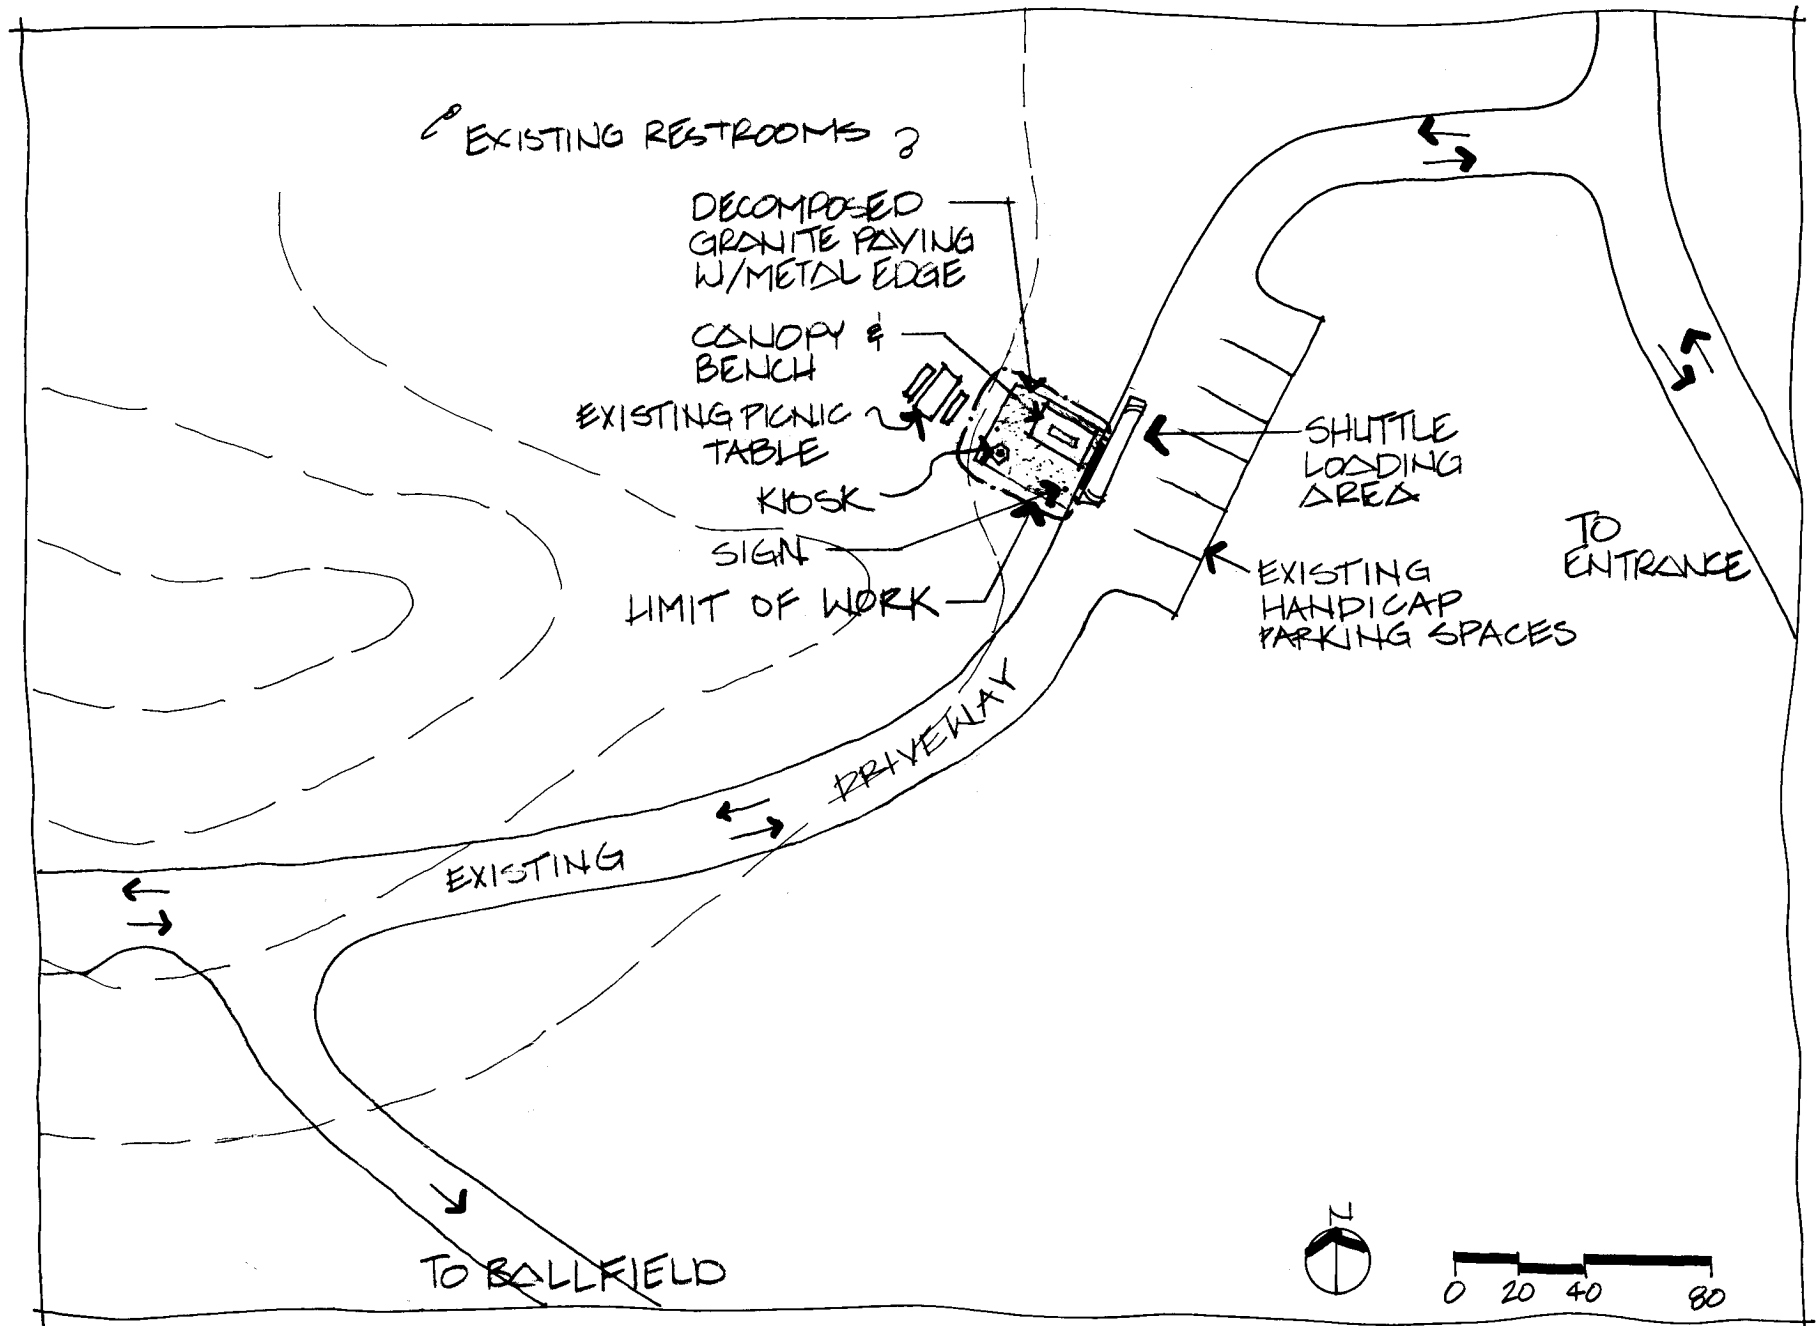 EXISTING RESTROOMS
DECOMPOSED
GRANITE PAVING
W/METAL EDGE
CANOPY &
BENCH
EXISTING PICNIC
TABLE
KIOSK
SIGN
LIMIT OF WORK
SHUTTLE
LOADING
AREA
TO
ENTRANCE
EXISTING
HANDICAP
PARKING SPACES
EXISTING DRIVEWAY
TO BALLFIELD
N
0 20 40 80